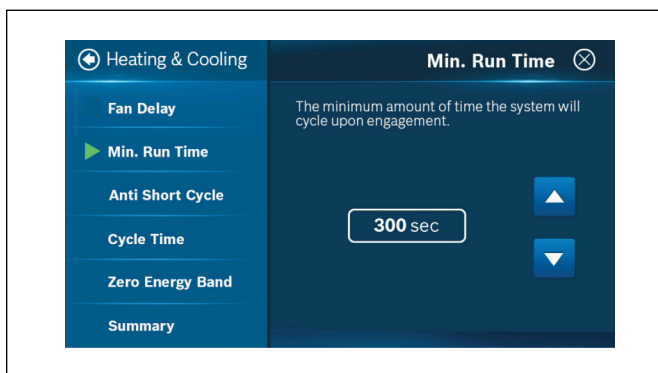 Heating & Cooling
Min. Run Time
Fan Delay
Min. Run Time
Anti Short Cycle
Cycle Time
Zero Energy Band
Summary
The minimum amount of time the system will
cycle upon engagement.
300 sec